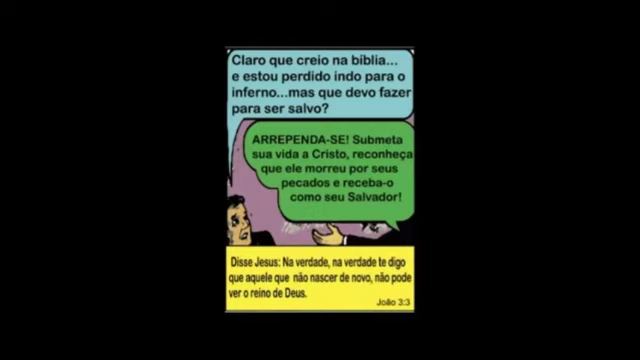 Claro que creio na bíblia...
e estou perdido indo para o
inferno...mas que devo fazer
para ser salvo?
ARREPENDA-SE! Submeta
sua vida a Cristo, reconheça
que ele morreu por seus
pecados e receba-o
como seu Salvador!
Disse Jesus: Na verdade, na verdade te digo
que aquele que não nascer de novo, não pode
ver o reino de Deus.
João 3:3